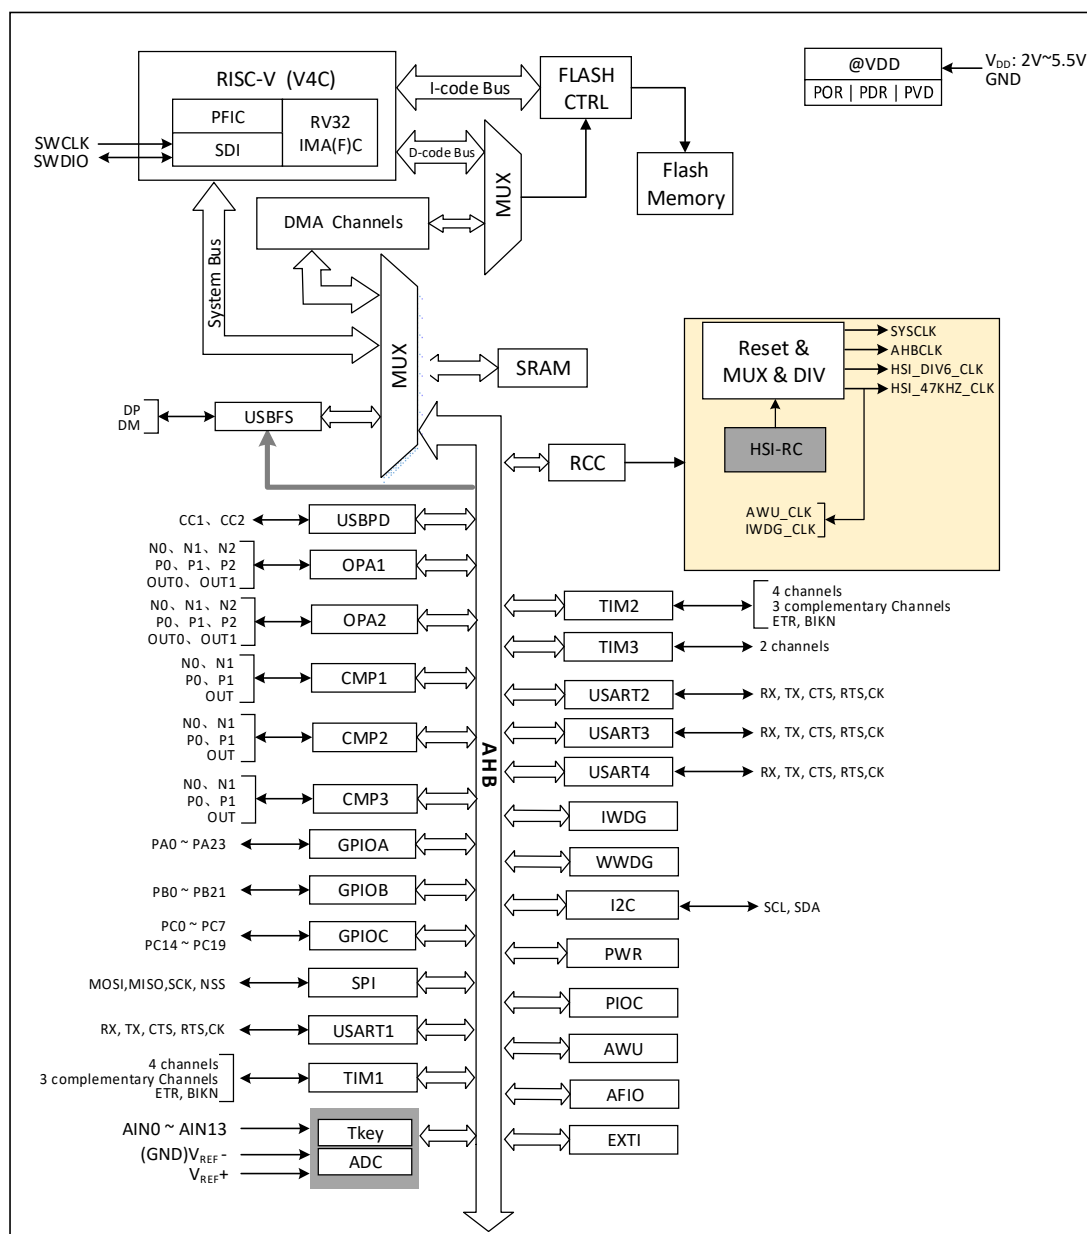 RISC-V (V4C)
PFIC
SDI
RV32
IMA(F)C
SWCLK
SWDIO
I-code Bus
D-code Bus
FLASH
CTRL
Flash
Memory
@VDD
POR | PDR | PVD
VDD: 2V~5.5V
GND
DMA Channels
MUX
System Bus
MUX
SRAM
DP
DM
USBFS
Reset &
MUX & DIV
SYSCLK
AHBCLK
HSI_DIV6_CLK
HSI_47KHZ_CLK
HSI-RC
AWU_CLK
IWDG_CLK
RCC
AHB
CC1、CC2
USBPD
N0、N1、N2
P0、P1、P2
OUT0、OUT1
OPA1
N0、N1、N2
P0、P1、P2
OUT0、OUT1
OPA2
N0、N1
P0、P1
OUT
CMP1
N0、N1
P0、P1
OUT
CMP2
N0、N1
P0、P1
OUT
CMP3
PA0 ~ PA23
GPIOA
PB0 ~ PB21
GPIOB
PC0 ~ PC7
PC14 ~ PC19
GPIOC
MOSI,MISO,SCK, NSS
SPI
RX, TX, CTS, RTS,CK
USART1
4 channels
3 complementary Channels
ETR, BIKN
TIM1
AIN0 ~ AIN13
(GND)VREF -
VREF+
Tkey
ADC
TIM2
4 channels
3 complementary Channels
ETR, BIKN
TIM3
2 channels
USART2
RX, TX, CTS, RTS,CK
USART3
RX, TX, CTS, RTS,CK
USART4
RX, TX, CTS, RTS,CK
IWDG
WWDG
I2C
SCL, SDA
PWR
PIOC
AWU
AFIO
EXTI